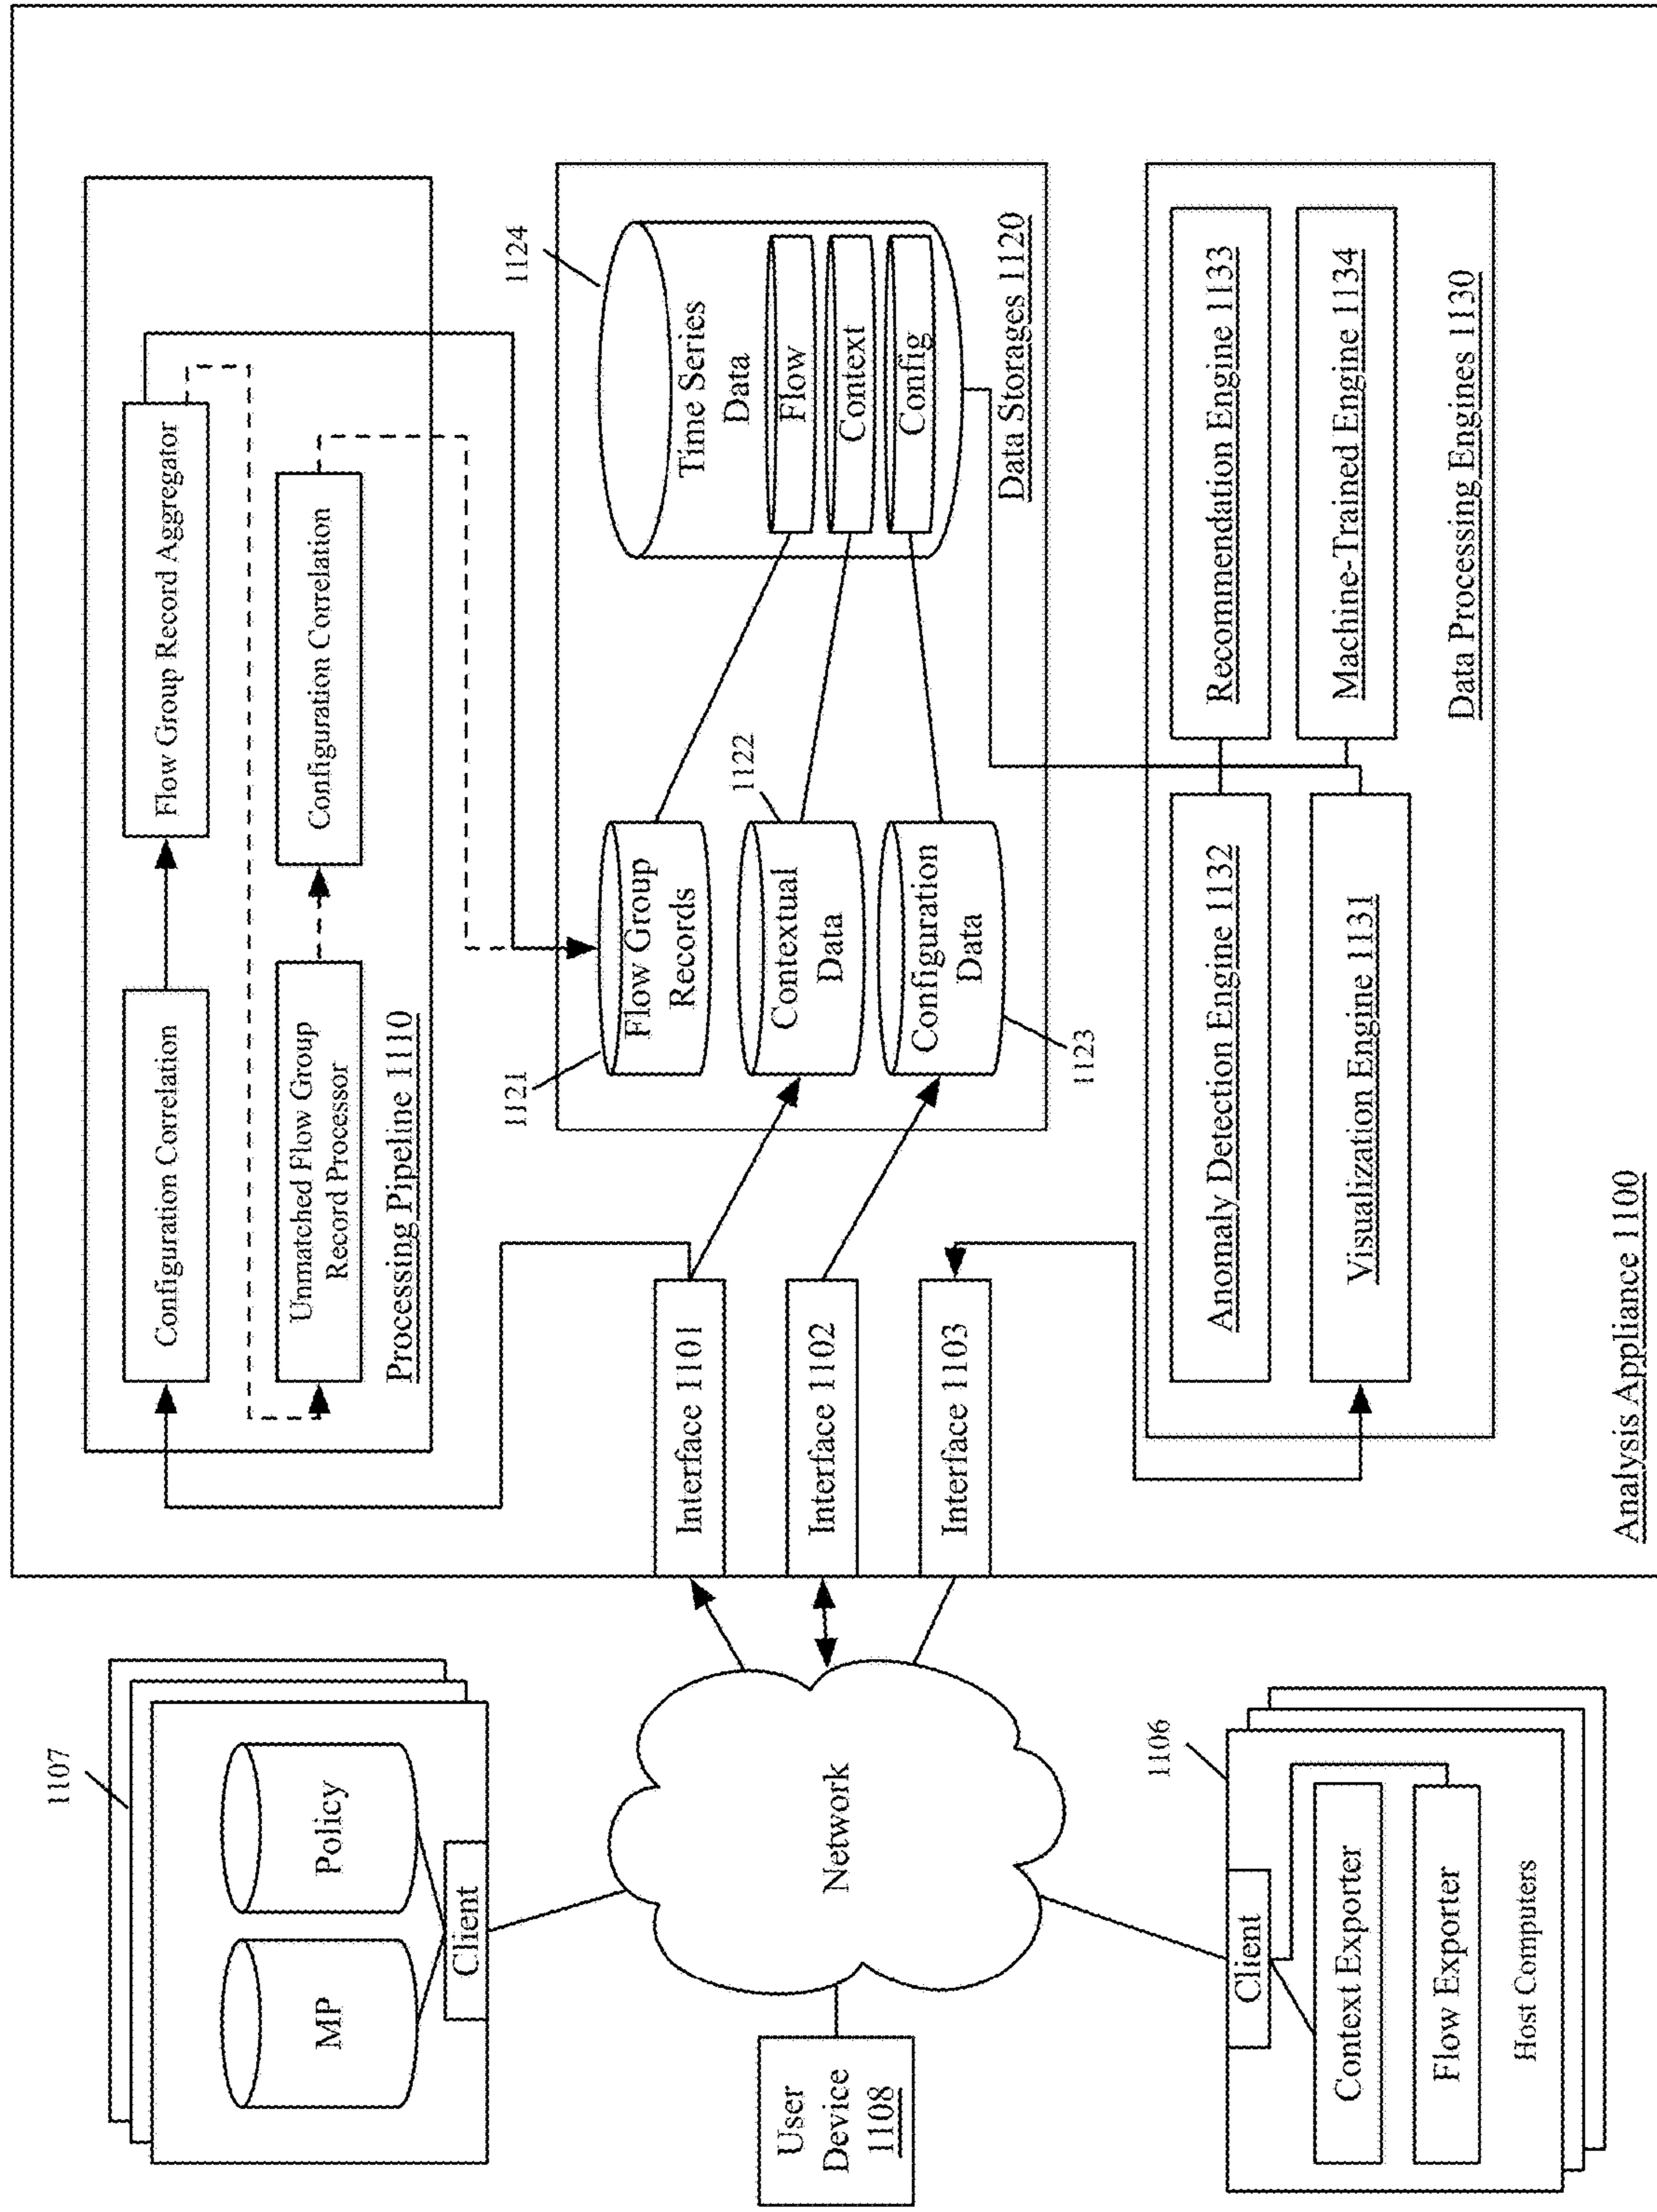 1107
MP
Policy
Client
User
Device
1108
Network
1106
Client
Context Exporter
Flow Exporter
Host Computers
Interface 1101
Interface 1102
Interface 1103
Configuration Correlation
Flow Group Record Aggregator
Unmatched Flow Group
Record Processor
Configuration Correlation
Processing Pipeline 1110
1121
Flow Group
Records
1122
Contextual
Data
Configuration
Data
1123
1124
Time Series
Data
Flow
Context
Config
Data Storages 1120
Anomaly Detection Engine 1132
Recommendation Engine 1133
Visualization Engine 1131
Machine-Trained Engine 1134
Data Processing Engines 1130
Analysis Appliance 1100